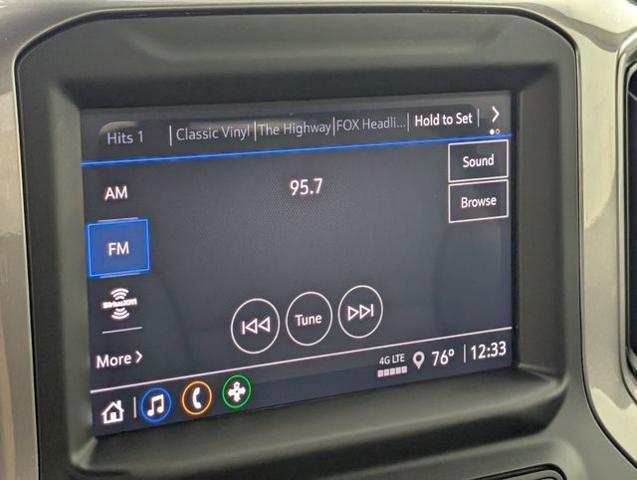 Hits 1 | Classic Vinyl | The Highway | FOX Headli... | Hold to Set
AM
95.7
Sound
FM
Browse
SiriusXM
Tune
More
4G LTE
76° 12:33